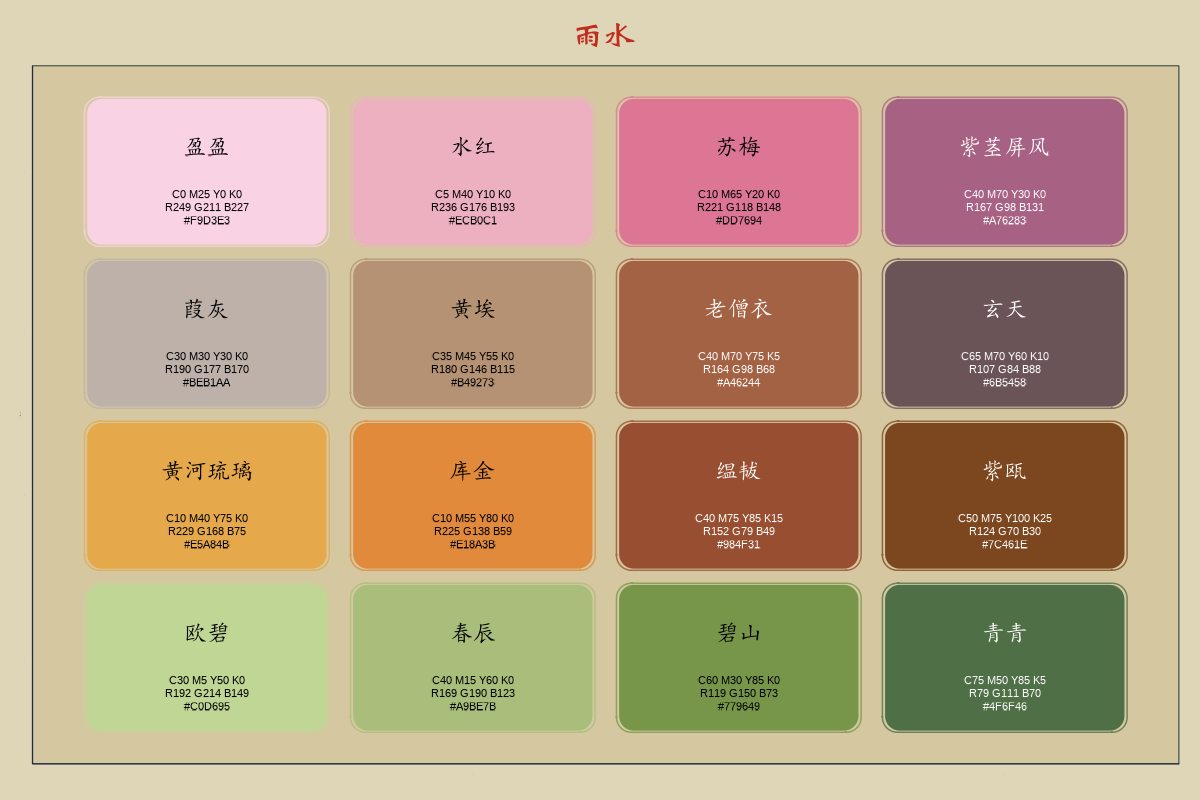 雨水
盈盈
C0 M25 Y0 K0
R249 G211 B227
#F9D3E3
水红
C5 M40 Y10 K0
R236 G176 B193
#ECB0C1
苏梅
C10 M65 Y20 K0
R221 G118 B148
#DD7694
紫茎屏风
C40 M70 Y30 K0
R167 G98 B131
#A76283
葭灰
C30 M30 Y30 K0
R190 G177 B170
#BEB1AA
黄埃
C35 M45 Y55 K0
R180 G146 B115
#B49273
老僧衣
C40 M70 Y75 K5
R164 G98 B68
#A46244
玄天
C65 M70 Y60 K10
R107 G84 B88
#6B5458
黄河琉璃
C10 M40 Y75 K0
R229 G168 B75
#E5A84B
库金
C10 M55 Y80 K0
R225 G138 B59
#E18A3B
缊韨
C40 M75 Y85 K15
R152 G79 B49
#984F31
紫瓯
C50 M75 Y100 K25
R124 G70 B30
#7C461E
欧碧
C30 M5 Y50 K0
R192 G214 B149
#C0D695
春辰
C40 M15 Y60 K0
R169 G190 B123
#A9BE7B
碧山
C60 M30 Y85 K0
R119 G150 B73
#779649
青青
C75 M50 Y85 K5
R79 G111 B70
#4F6F46